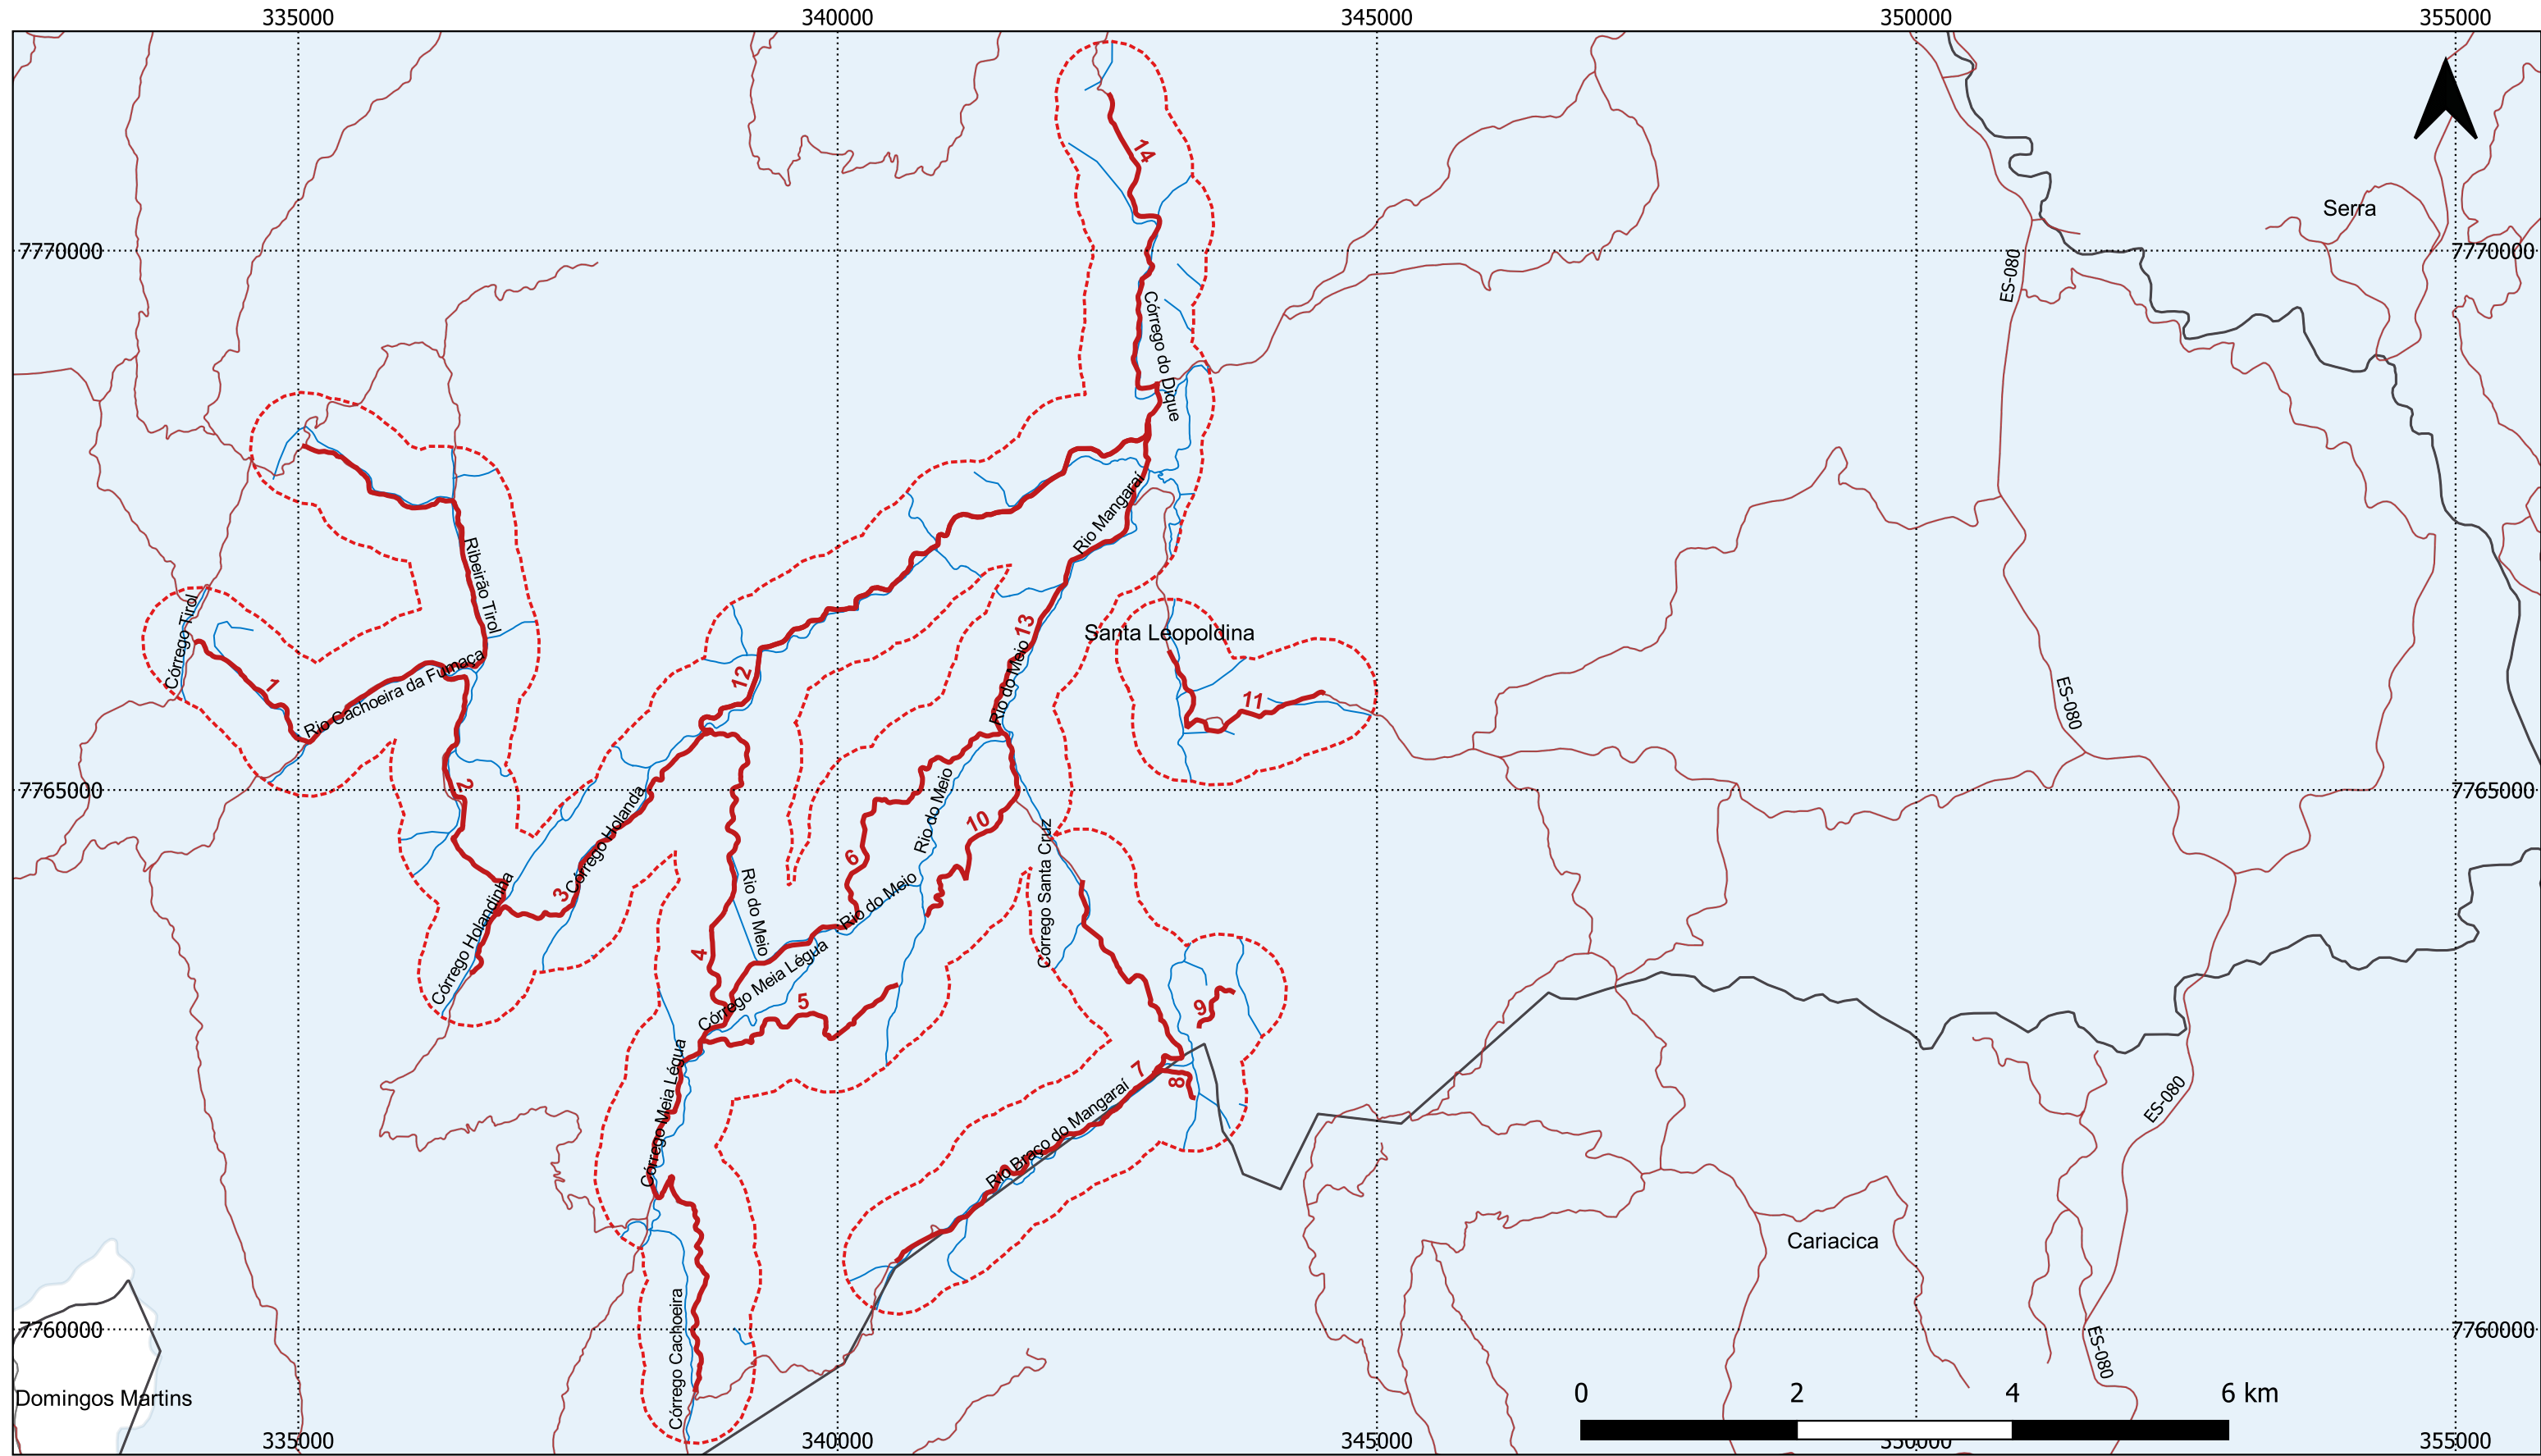 335000
340000
345000
350000
355000
14
Serra
7770000
7770000
ES-080
Córrego do Dique
Rio Mangaraí
Ribeirão Tirol
Córrego Tirol
13
Santa Leopoldina
Rio do Meio
12
1
Rio Cachoeira da Fumaça
11
ES-080
2
7765000
7765000
Córrego Holanda
Rio do Meio
10
6
Córrego Santa Cruz
3
Córrego Holandinha
Rio do Meio
Rio do Meio
4
Córrego Meia Légua
5
9
7
8
Córrego Meia Légua
Rio Braço do Mangaraí
ES-080
Cariacica
7760000
7760000
Córrego Cachoeira
ES-080
Domingos Martins
0
2
4
6 km
335000
340000
345000
350000
355000